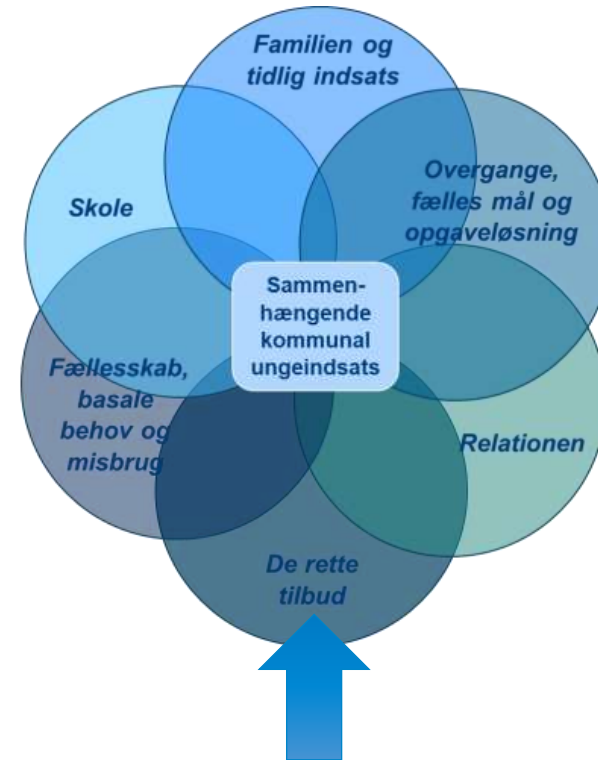 Familien og
tidlig indsats
Overgange,
fælles mål og
opgaveløsning
Skole
Sammen-
hængende
kommunal
ungeindsats
Fællesskab,
basale
behov og
misbrug
Relationen
De rette
tilbud